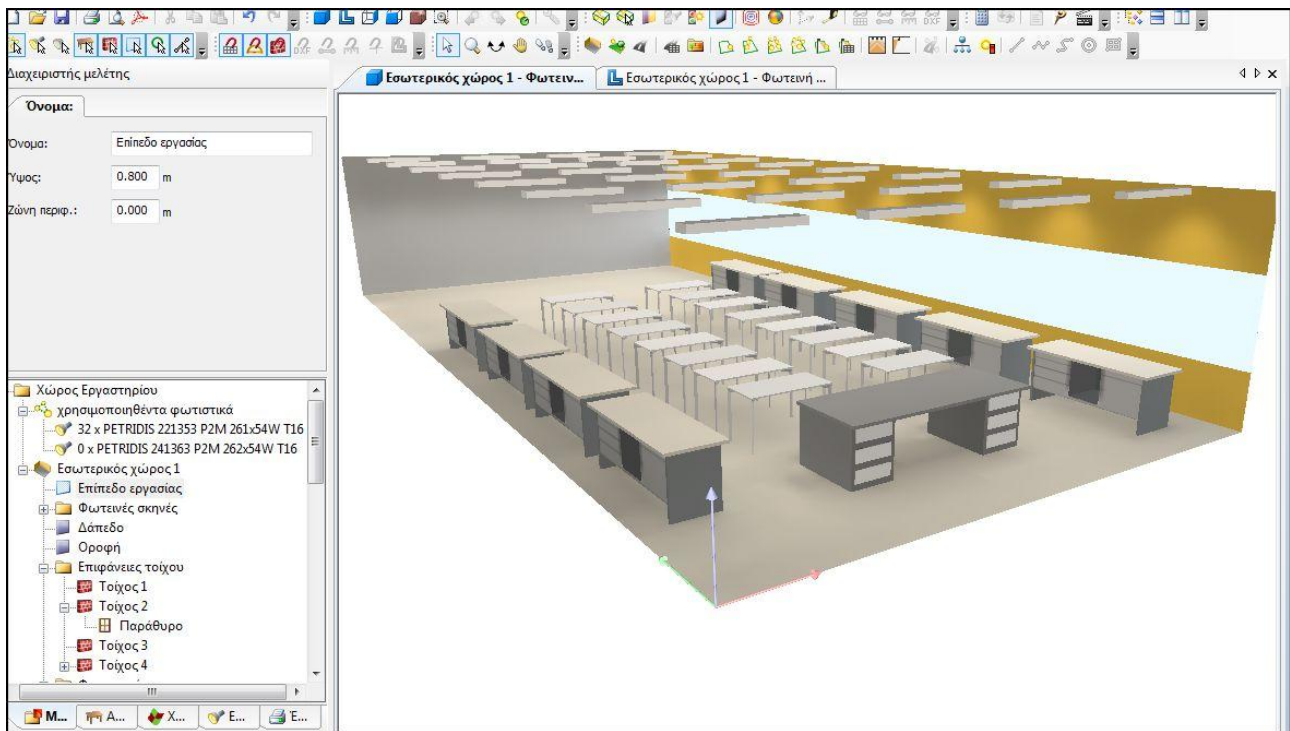 Διαχειριστής μελέτης
Εσωτερικός χώρος 1 - Φωτειν...
Εσωτερικός χώρος 1 - Φωτεινή ...
Όνομα:
Όνομα:
Επίπεδο εργασίας
Ύψος:
0.800 m
Ζώνη περιφ.:
0.000 m
Χώρος Εργαστηρίου
χρησιμοποιηθέντα φωτιστικά
32 x PETRIDIS 221353 P2M 261x54W T16
0 x PETRIDIS 241363 P2M 262x54W T16
Εσωτερικός χώρος 1
Επίπεδο εργασίας
Φωτεινές σκηνές
Δάπεδο
Οροφή
Επιφάνειες τοίχου
Τοίχος 1
Τοίχος 2
Παράθυρο
Τοίχος 3
Τοίχος 4
Μ...
Α...
Χ...
Ε...
Έ...